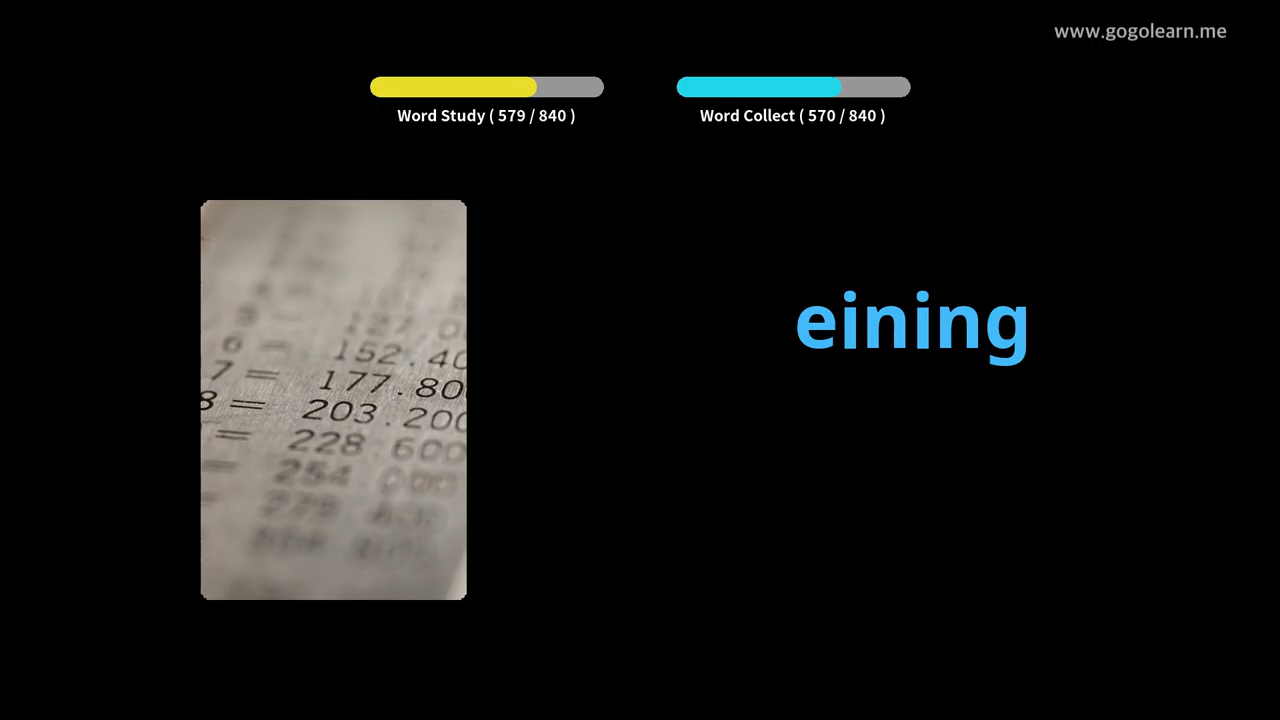 www.gogolearn.me
Word Study ( 579 / 840 )
Word Collect ( 570 / 840 )
eining
6 =
152.40
7 =
177.80
8 =
203.200
=
228.600
=
254